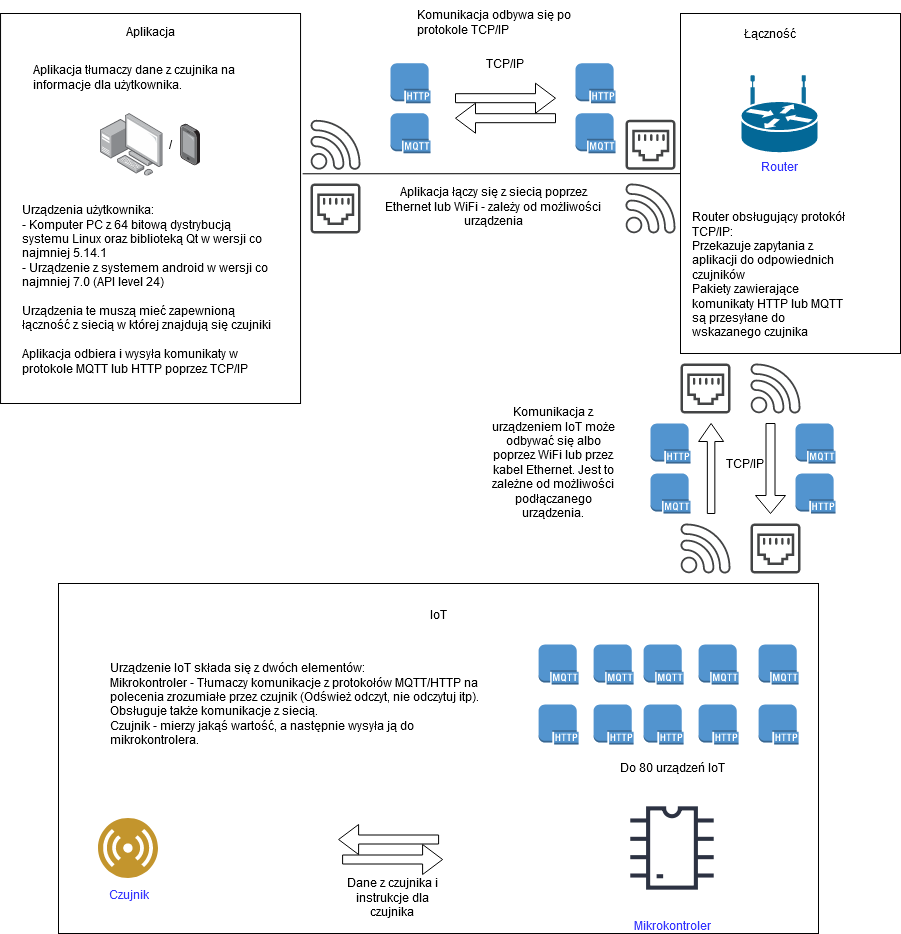 Aplikacja
Aplikacja tłumaczy dane z czujnika na
informacje dla użytkownika.
/
Urządzenia użytkownika:
- Komputer PC z 64 bitową dystrybucją
systemu Linux oraz biblioteką Qt w wersji co
najmniej 5.14.1
- Urządzenie z systemem android w wersji co
najmniej 7.0 (API level 24)
Urządzenia te muszą mieć zapewnioną
łączność z siecią w której znajdują się czujniki
Aplikacja odbiera i wysyła komunikaty w
protokole MQTT lub HTTP poprzez TCP/IP
Komunikacja odbywa się po
protokole TCP/IP
TCP/IP
HTTP
HTTP
MQTT
MQTT
Aplikacja łączy się z siecią poprzez
Ethernet lub WiFi - zależy od możliwości
urządzenia
Łączność
Router
Router obsługujący protokół
TCP/IP:
Przekazuje zapytania z
aplikacji do odpowiednich
czujników
Pakiety zawierające
komunikaty HTTP lub MQTT
są przesyłane do
wskazanego czujnika
Komunikacja z
urządzeniem IoT może
odbywać się albo
poprzez WiFi lub przez
kabel Ethernet. Jest to
zależne od możliwości
podłączanego
urządzenia.
HTTP
MQTT
TCP/IP
MQTT
HTTP
IoT
Urządzenie IoT składa się z dwóch elementów:
Mikrokontroler - Tłumaczy komunikacje z protokołów MQTT/HTTP na
polecenia zrozumiałe przez czujnik (Odśwież odczyt, nie odczytuj itp).
Obsługuje także komunikacje z siecią.
Czujnik - mierzy jakąś wartość, a następnie wysyła ją do
mikrokontrolera.
MQTT MQTT MQTT MQTT MQTT
HTTP HTTP HTTP HTTP HTTP
Do 80 urządzeń IoT
Czujnik
Dane z czujnika i
instrukcje dla
czujnika
Mikrokontroler